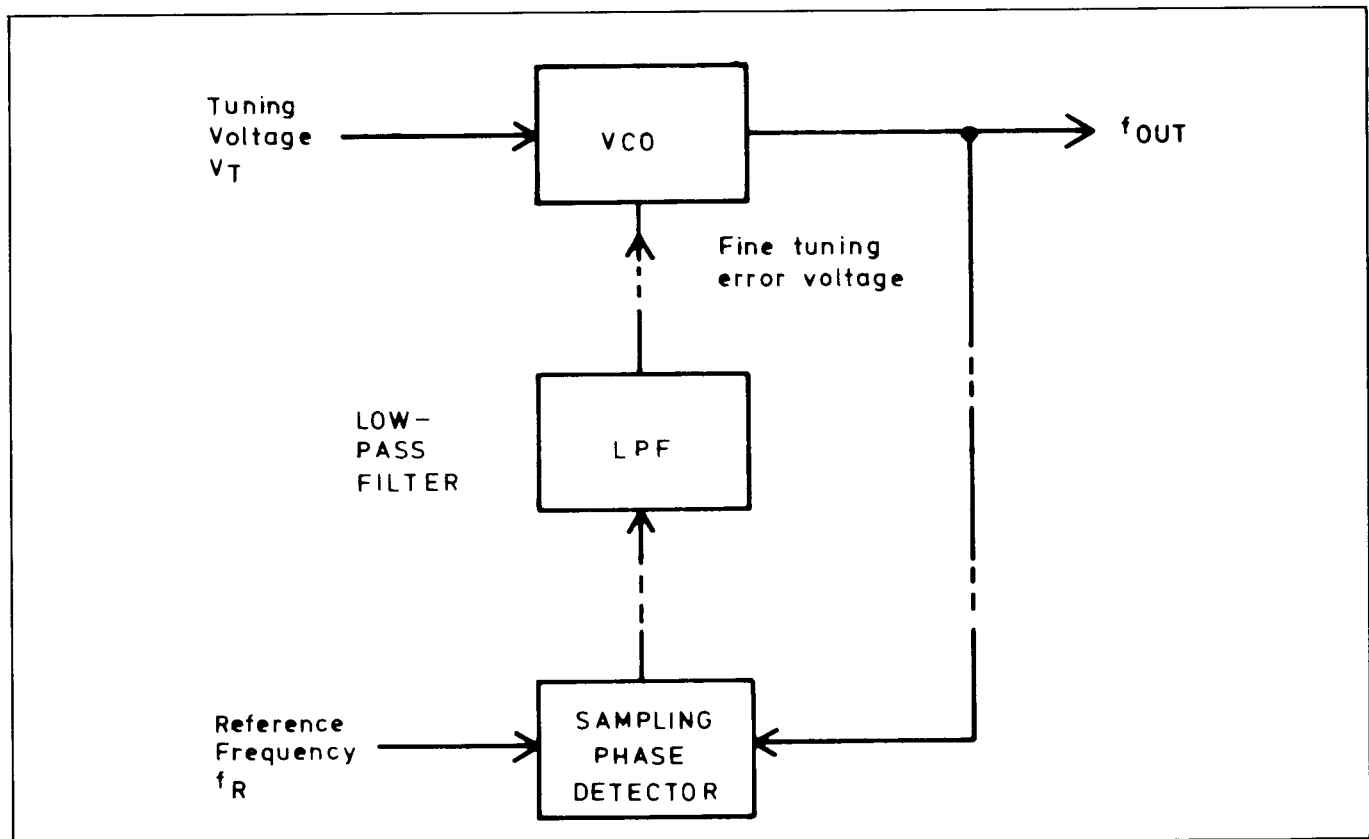 Tuning
Voltage
VT
VCO
fOUT
Fine tuning
error voltage
LOW-
PASS
FILTER
LPF
Reference
Frequency
fR
SAMPLING
PHASE
DETECTOR